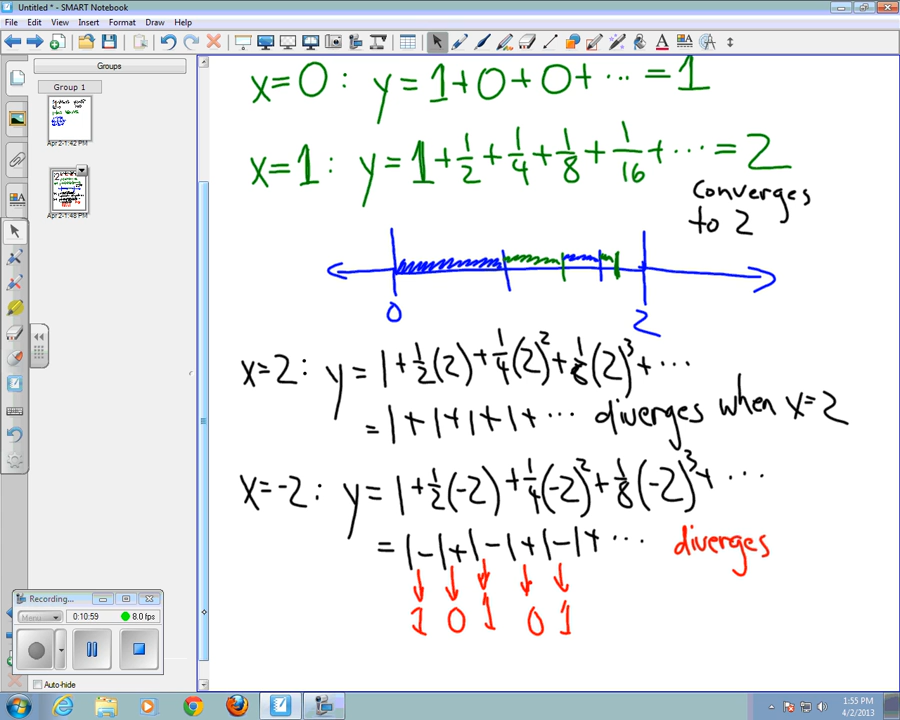 Untitled * - SMART Notebook
File Edit View Insert Format Draw Help
Groups
Group 1
Apr 2-1:42 PM
Apr 2-1:48 PM
x=0: y=1+0+0+...=1
x=1: y=1+1/2+1/4+1/8+1/16+...=2
converges
to 2
0 2
x=2: y=1+1/2(2)+1/4(2)²+1/8(2)³+...
=1+1+1+1+... diverges when x=2
x=-2: y=1+1/2(-2)+1/4(-2)²+1/8(-2)³+...
=1-1+1-1+1-1+... diverges
1 0 1 0 1
Recording...
Menu
0:10:59 8.0 fps
Auto-hide
1:55 PM
4/2/2013